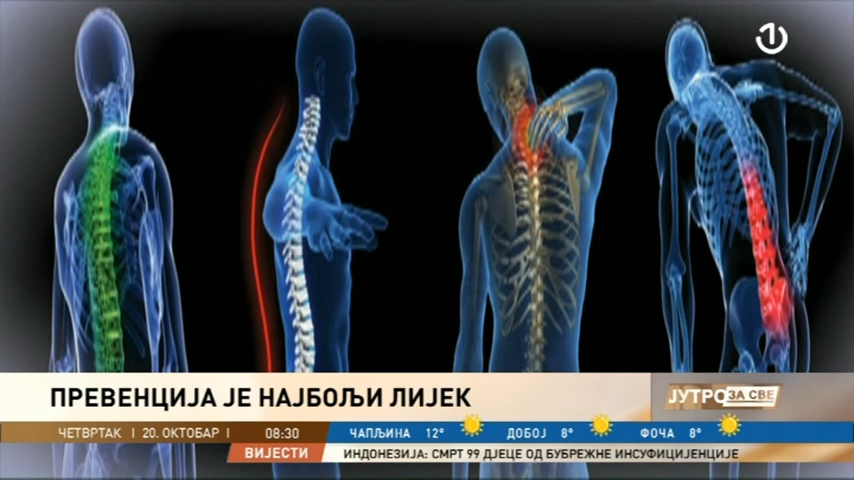 ПРЕВЕНЦИЈА ЈЕ НАЈБОЉИ ЛИЈЕК
ЈУТРО ЗА СВЕ
ЧЕТВРТАК | 20. ОКТОБАР | 08:30 ЧАПЉИНА 12° ДОБОЈ 8° ФОЧА 8°
ВИЈЕСТИ ИНДОНЕЗИЈА: СМРТ 99 ДЈЕЦЕ ОД БУБРЕЖНЕ ИНСУФИЦИЈЕНЦИЈЕ